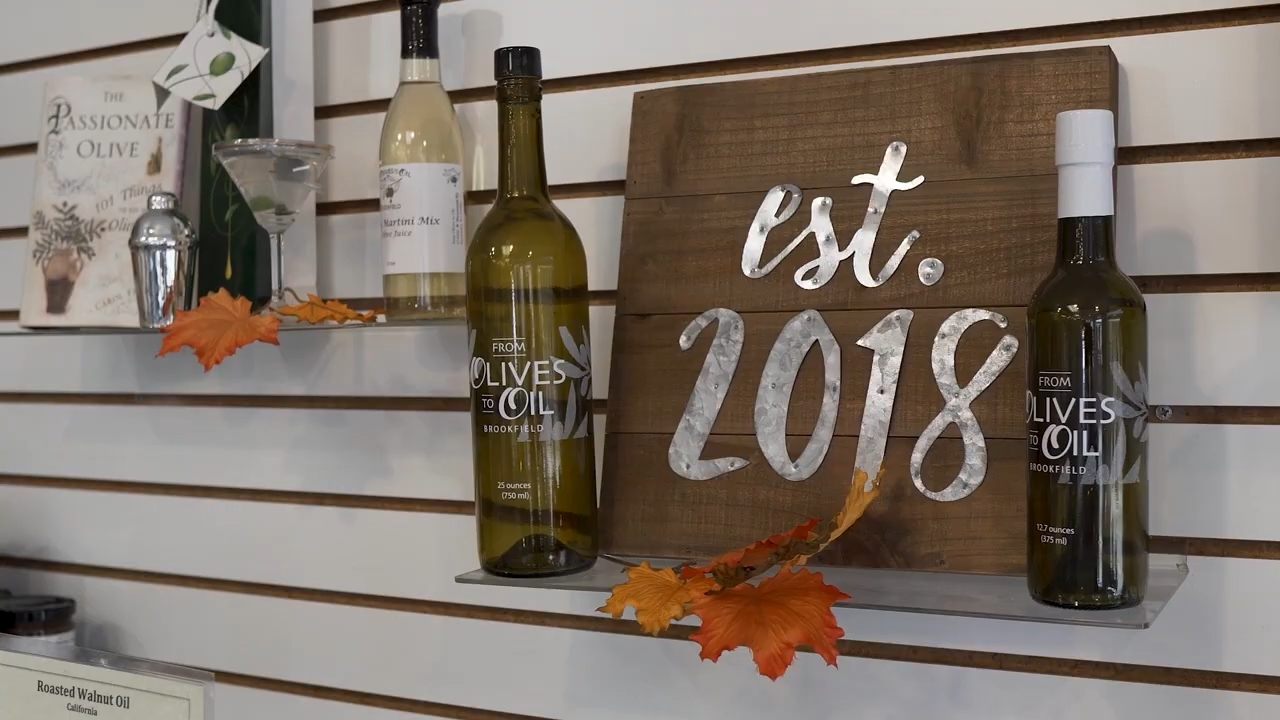 THE
PASSIONATE
OLIVE
101 Things
Martini Mix
est.
2018
FROM
OLIVES
TO OIL
BROOKFIELD
25 ounces
(750 ml)
FROM
OLIVES
TO OIL
BROOKFIELD
12.7 ounces
(375 ml)
Roasted Walnut Oil
California